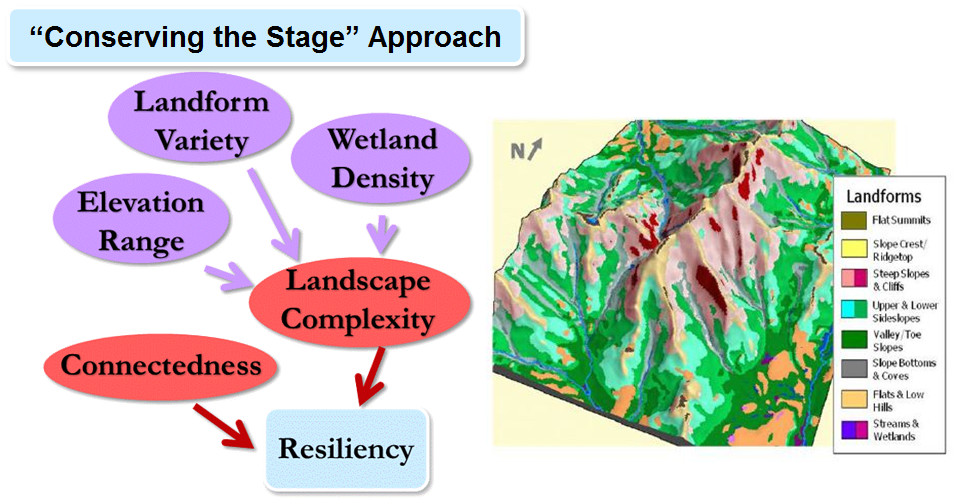 “Conserving the Stage” Approach
Landform
Variety
Wetland
Density
Elevation
Range
Landscape
Complexity
Connectedness
Resiliency
N
Landforms
Flat Summits
Slope Crest/
Ridgetop
Steep Slopes
& Cliffs
Upper & Lower
Sideslopes
Valley/Toe
Slopes
Slope Bottoms
& Coves
Flats & Low
Hills
Streams &
Wetlands